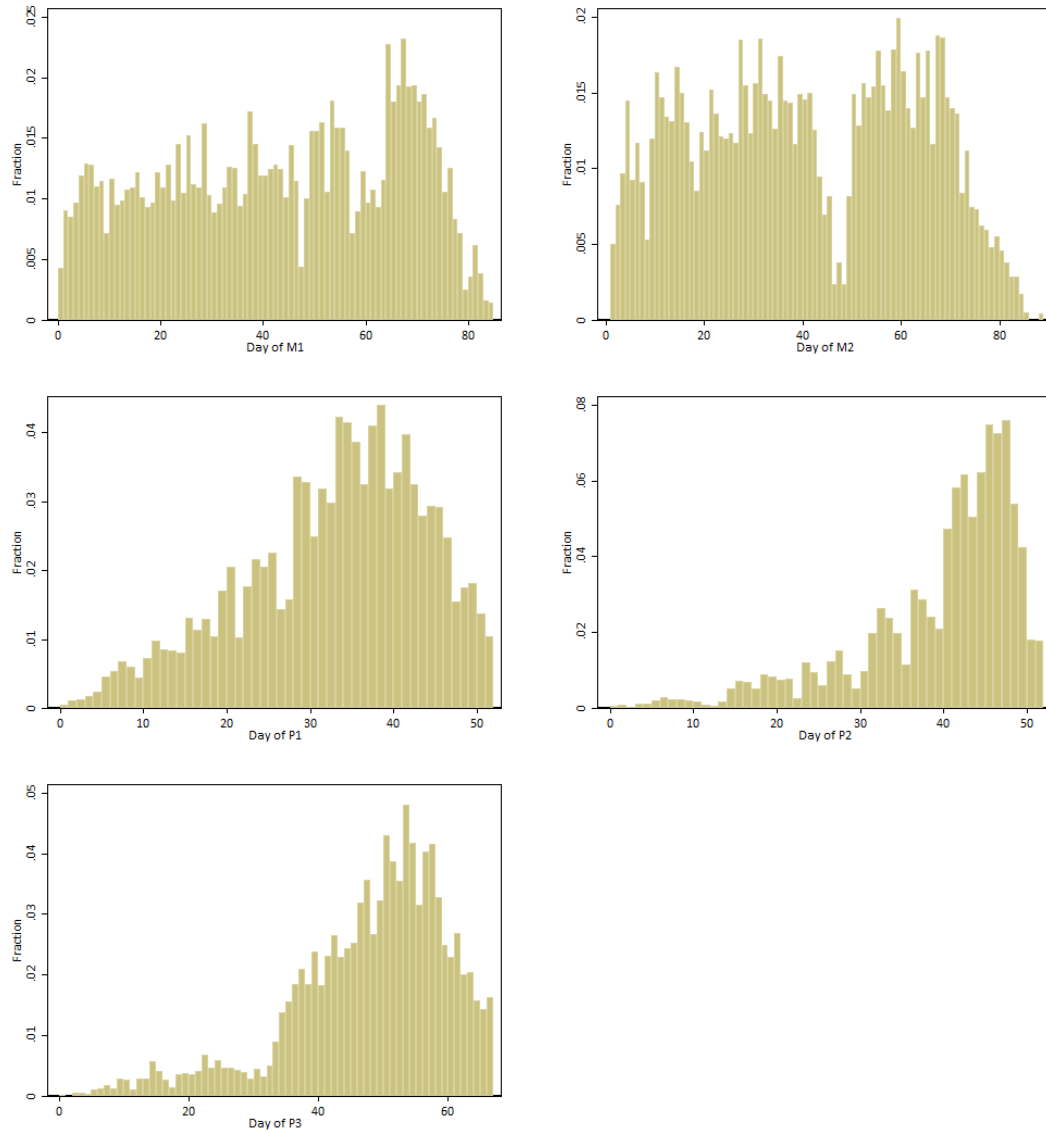 Fraction
0 .005 .01 .015 .02 .025
0 20 40 60 80
Day of M1
Fraction
0 .005 .01 .015 .02
0 20 40 60 80
Day of M2
Fraction
0 .01 .02 .03 .04
0 10 20 30 40 50
Day of P1
Fraction
0 .02 .04 .06 .08
0 10 20 30 40 50
Day of P2
Fraction
0 .01 .02 .03 .04 .05
0 20 40 60
Day of P3